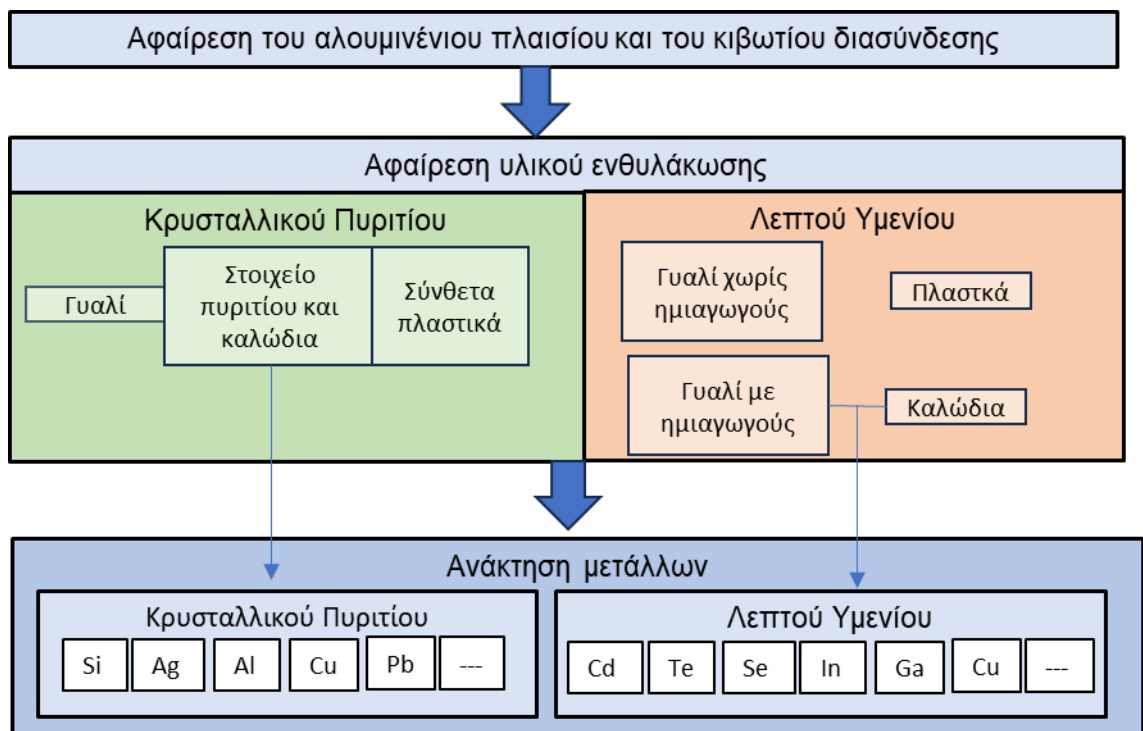 Αφαίρεση του αλουμινένιου πλαισίου και του κιβωτίου διασύνδεσης
Αφαίρεση υλικού ενθυλάκωσης
Κρυσταλλικού Πυριτίου
Γυαλί
Στοιχείο
πυριτίου και
καλώδια
Σύνθετα
πλαστικά
Λεπτού Υμενίου
Γυαλί χωρίς
ημιαγωγούς
Πλαστκά
Γυαλί με
ημιαγωγούς
Καλώδια
Ανάκτηση μετάλλων
Κρυσταλλικού Πυριτίου
Si Ag Al Cu Pb ---
Λεπτού Υμενίου
Cd Te Se In Ga Cu ---